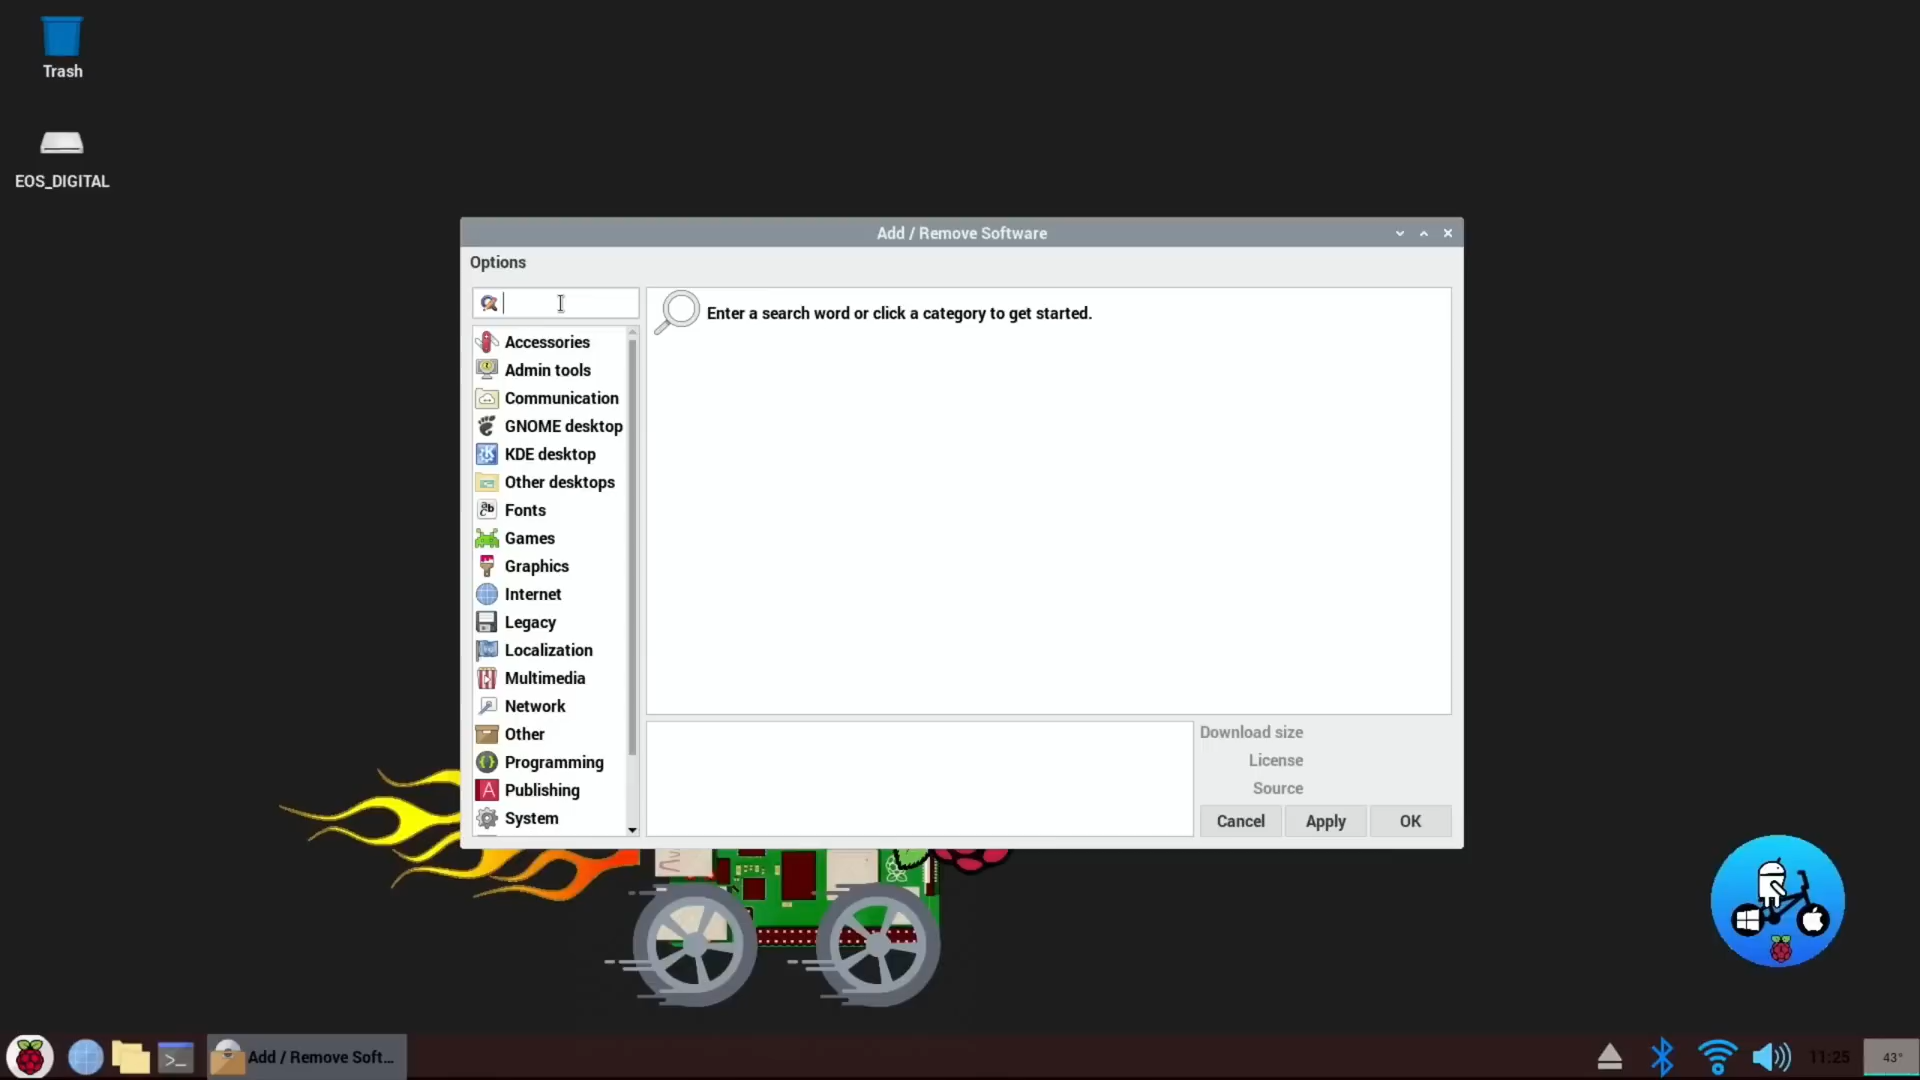 Trash
EOS_DIGITAL
Add / Remove Software
Options
Enter a search word or click a category to get started.
Accessories
Admin tools
Communication
GNOME desktop
KDE desktop
Other desktops
Fonts
Games
Graphics
Internet
Legacy
Localization
Multimedia
Network
Other
Programming
Publishing
System
Download size
License
Source
Cancel
Apply
OK
Add / Remove Soft...
11:25
43°